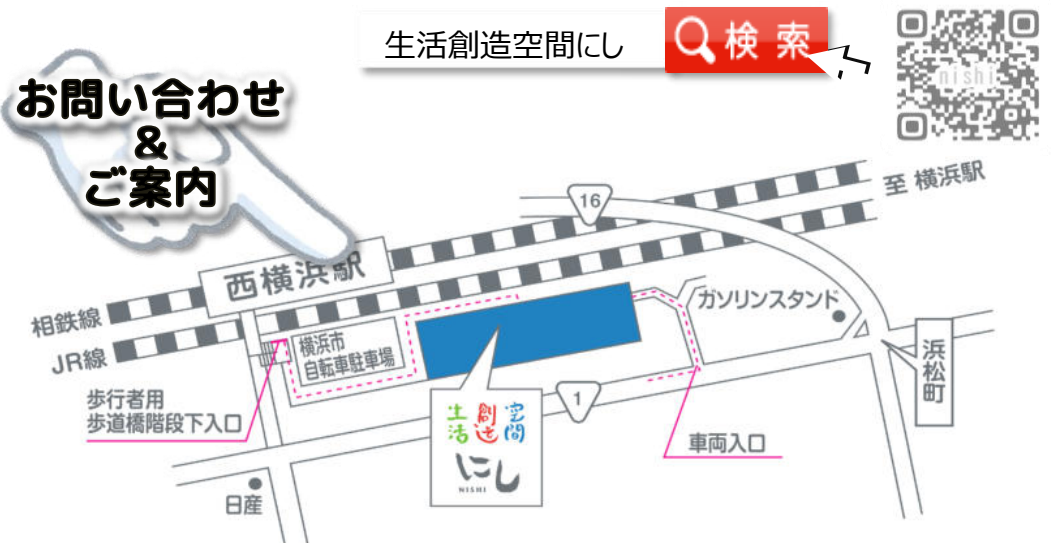 生活創造空間にし
検索
nishi
お問い合わせ
&
ご案内
16
至 横浜駅
西横浜駅
相鉄線
JR線
横浜市
自転車駐車場
ガソリンスタンド
浜松町
歩行者用
歩道橋階段下入口
1
車両入口
生活 創造 空間
にし
NISHI
日産